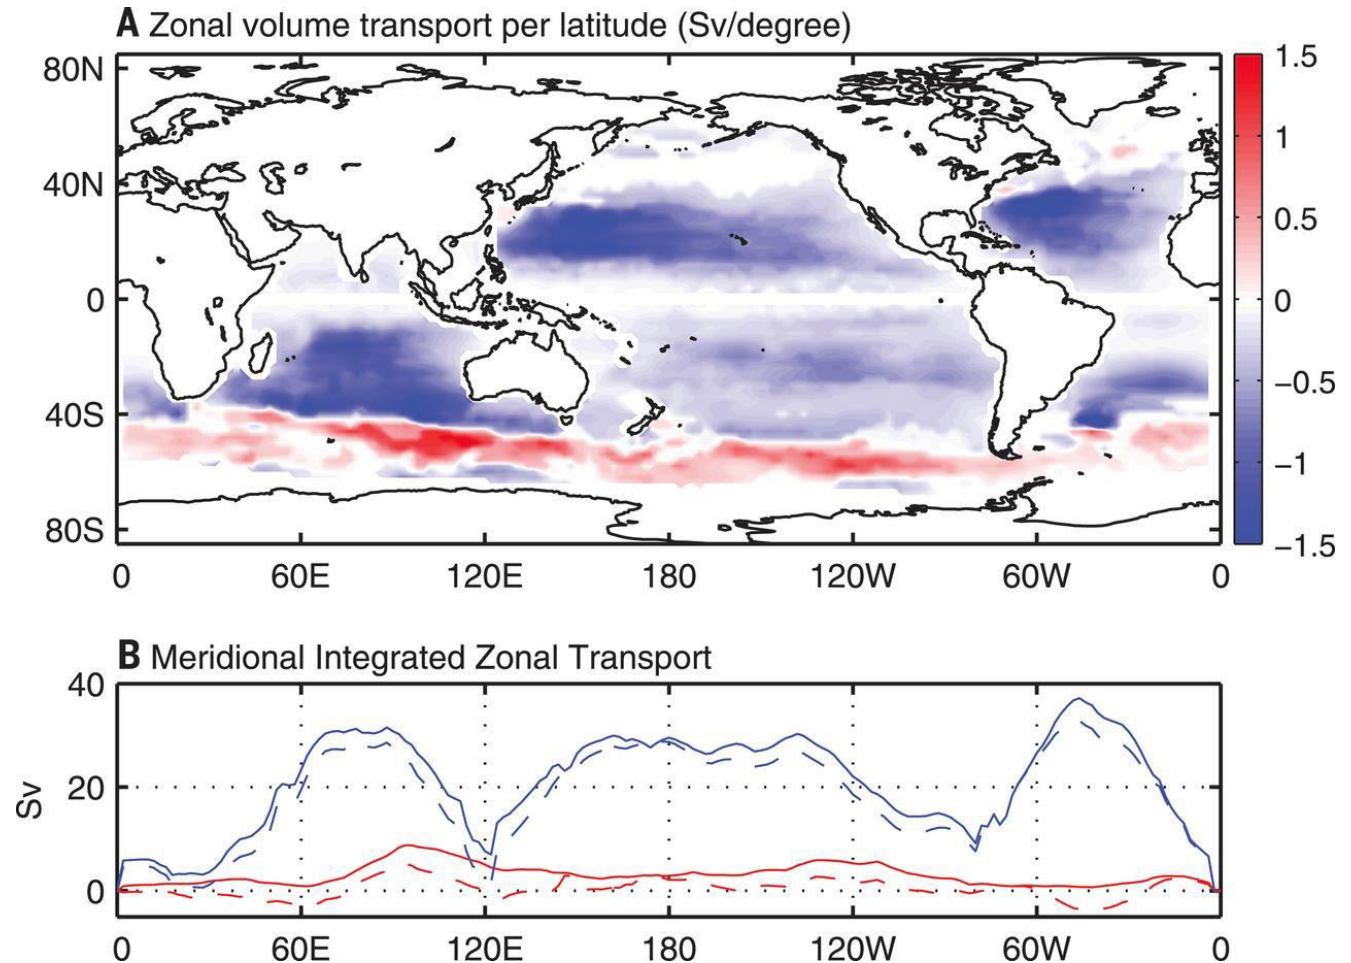 A Zonal volume transport per latitude (Sv/degree)
80N
40N
0
40S
80S
0 60E 120E 180 120W 60W 0
1.5
1
0.5
0
−0.5
−1
−1.5
B Meridional Integrated Zonal Transport
Sv
40
20
0
0 60E 120E 180 120W 60W 0